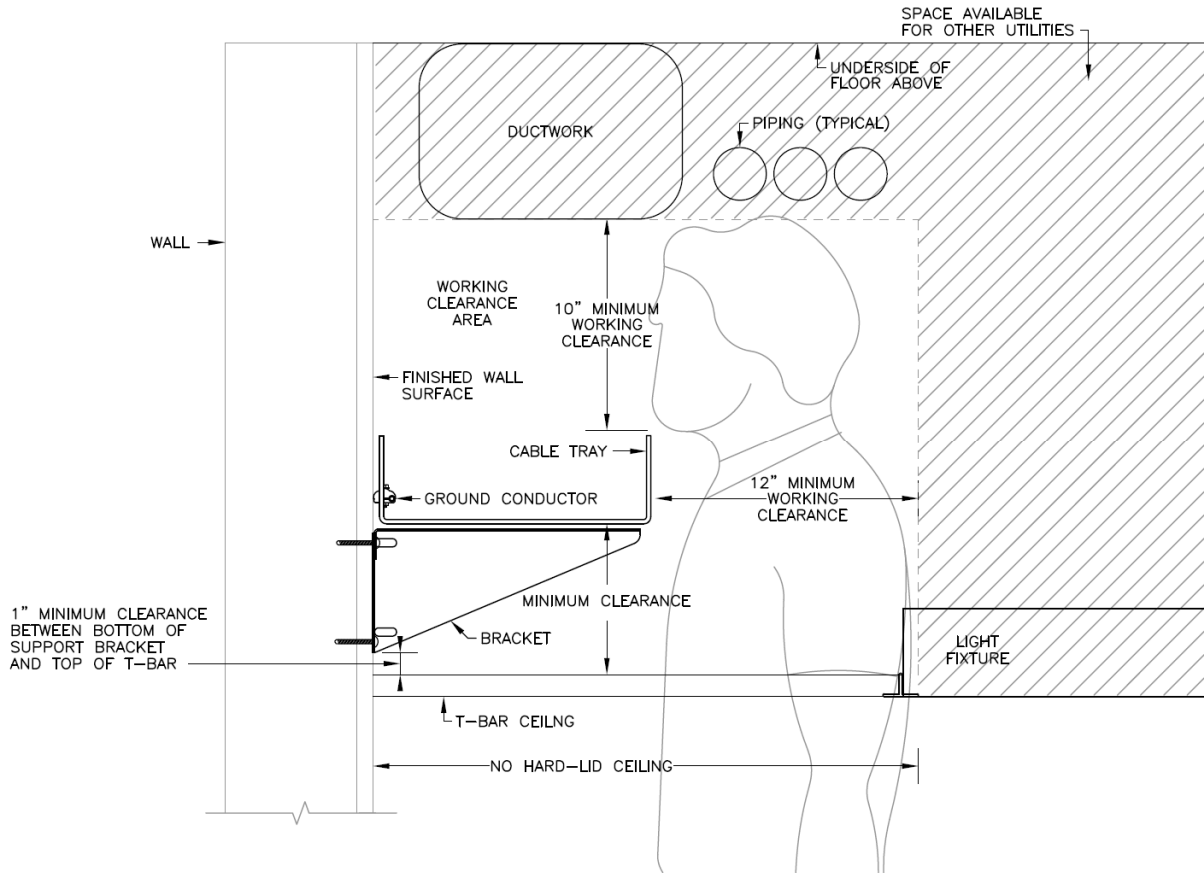 SPACE AVAILABLE
FOR OTHER UTILITIES
UNDERSIDE OF
FLOOR ABOVE
DUCTWORK
PIPING (TYPICAL)
WALL
WORKING
CLEARANCE
AREA
10" MINIMUM
WORKING
CLEARANCE
FINISHED WALL
SURFACE
CABLE TRAY
GROUND CONDUCTOR
12" MINIMUM
WORKING
CLEARANCE
1" MINIMUM CLEARANCE
BETWEEN BOTTOM OF
SUPPORT BRACKET
AND TOP OF T-BAR
MINIMUM CLEARANCE
BRACKET
LIGHT
FIXTURE
T-BAR CEILNG
NO HARD-LID CEILING